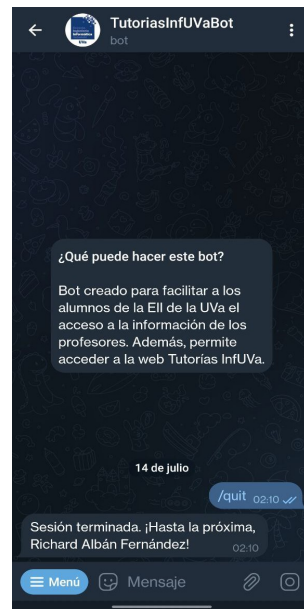 TutoriasInfUVaBot
bot
¿Qué puede hacer este bot?
Bot creado para facilitar a los
alumnos de la EII de la UVa el
acceso a la información de los
profesores. Además, permite
acceder a la web Tutorías InfUVa.
14 de julio
/quit 02:10
Sesión terminada. ¡Hasta la próxima,
Richard Albán Fernández! 02:10
Menú Mensaje